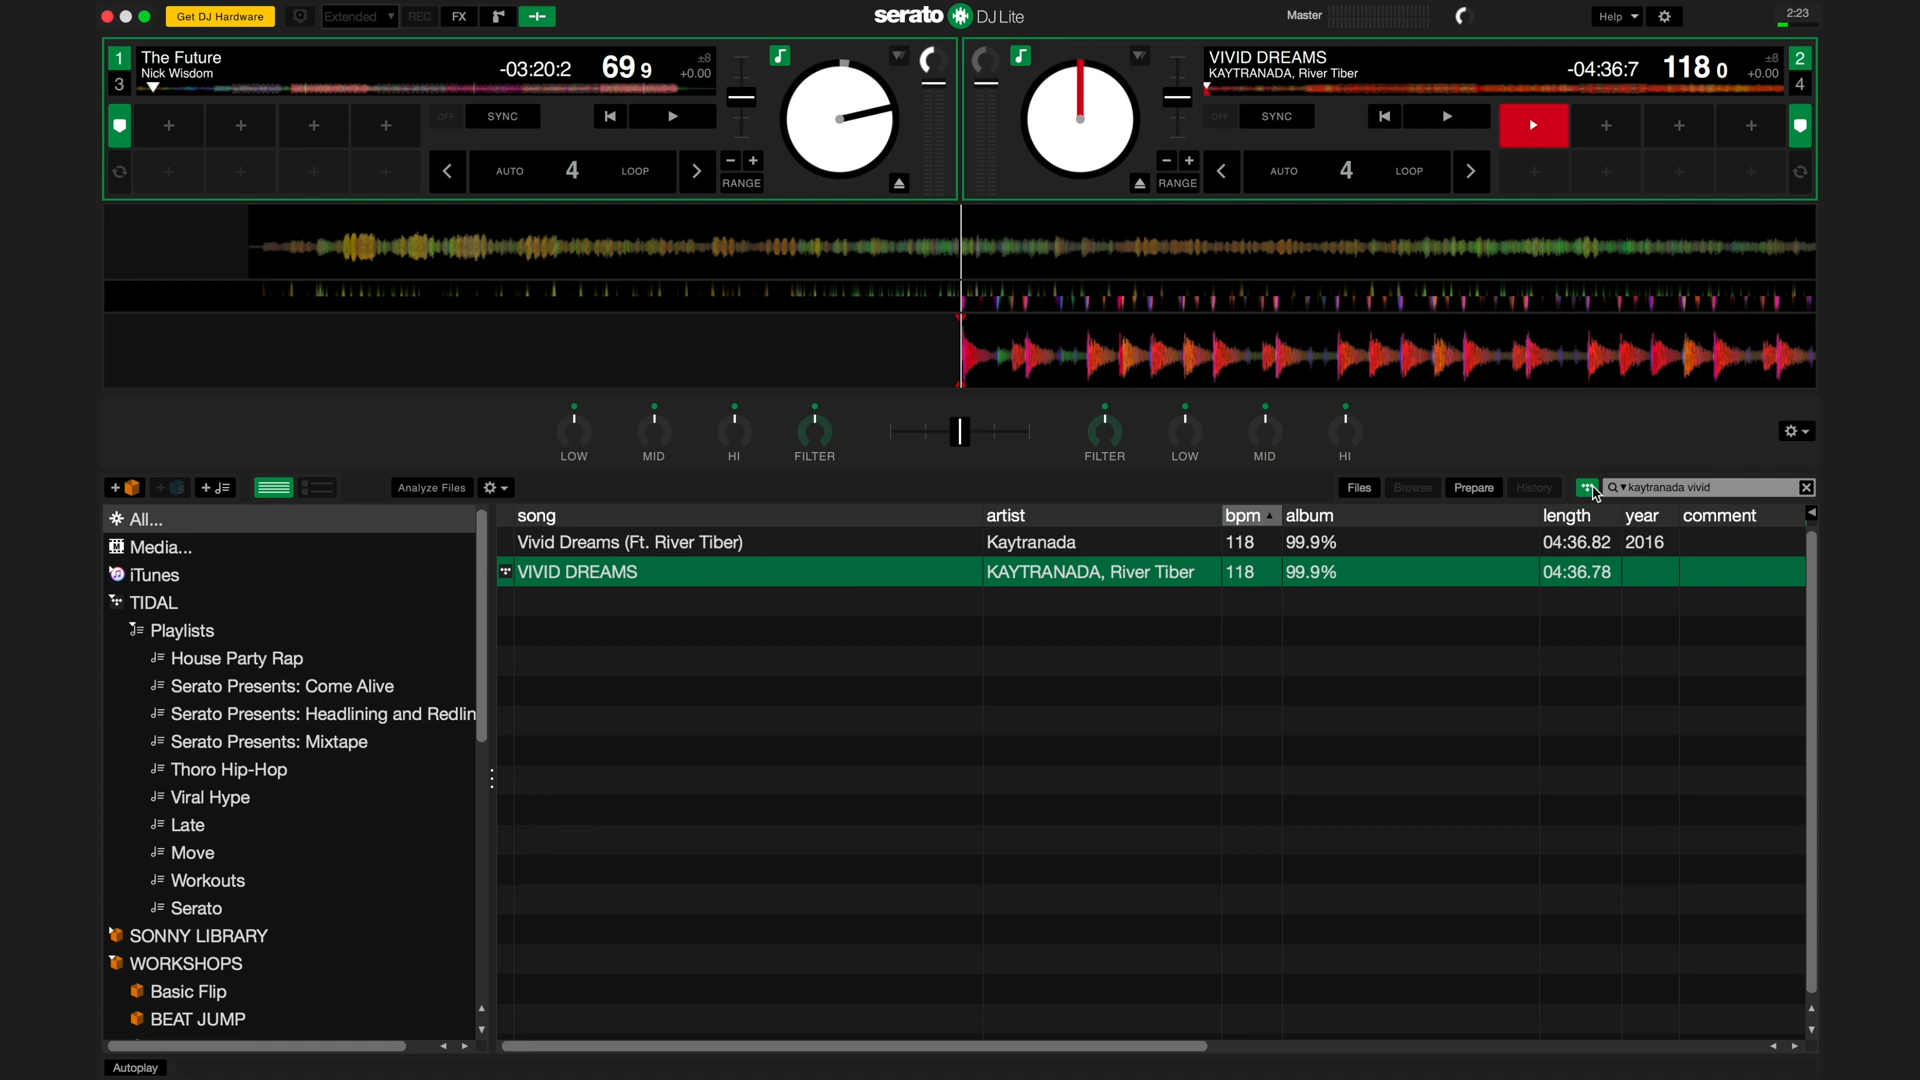 Get DJ Hardware
Extended
REC
FX
serato DJ Lite
Master
Help
2:23
1
3
The Future
Nick Wisdom
-03:20:2
69 9
±8
+0.00
OFF
SYNC
AUTO
4
LOOP
RANGE
VIVID DREAMS
KAYTRANADA, River Tiber
-04:36:7
118 0
±8
+0.00
2
4
OFF
SYNC
RANGE
AUTO
4
LOOP
LOW
MID
HI
FILTER
FILTER
LOW
MID
HI
Analyze Files
Files
Browse
Prepare
History
kaytranada vivid
All...
Media...
iTunes
TIDAL
Playlists
House Party Rap
Serato Presents: Come Alive
Serato Presents: Headlining and Redlin
Serato Presents: Mixtape
Thoro Hip-Hop
Viral Hype
Late
Move
Workouts
Serato
SONNY LIBRARY
WORKSHOPS
Basic Flip
BEAT JUMP
song artist bpm album length year comment
Vivid Dreams (Ft. River Tiber) Kaytranada 118 99.9% 04:36.82 2016
VIVID DREAMS KAYTRANADA, River Tiber 118 99.9% 04:36.78
Autoplay